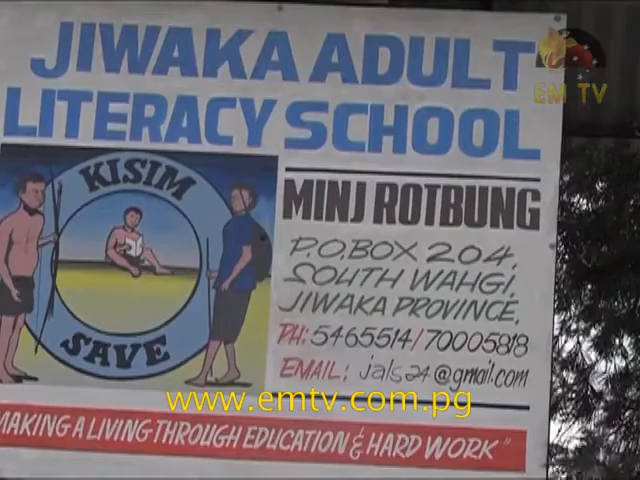 JIWAKA ADULT
LITERACY SCHOOL
EM TV
KISIM
SAVE
MINJ ROTBUNG
P.O.BOX 204,
SOUTH WAHGI,
JIWAKA PROVINCE,
PH: 5465514/70005818
EMAIL: jals24@gmail.com
www.emtv.com.pg
MAKING A LIVING THROUGH EDUCATION & HARD WORK"